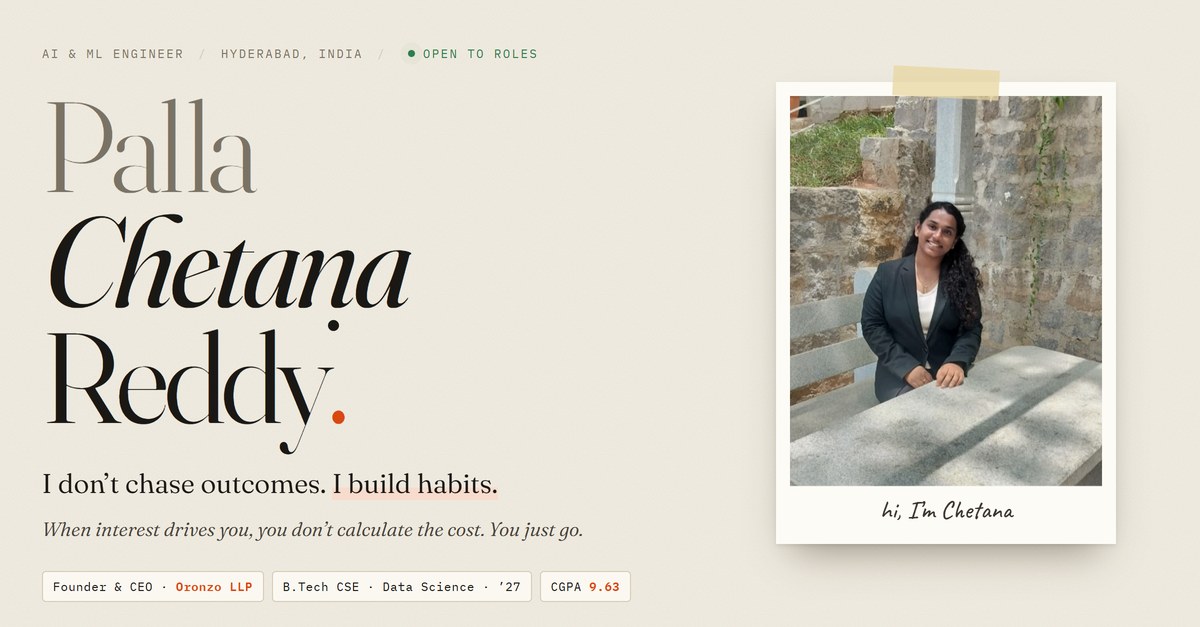 AI & ML ENGINEER / HYDERABAD, INDIA / OPEN TO ROLES
Palla
Chetana
Reddy.
I don’t chase outcomes. I build habits.
When interest drives you, you don’t calculate the cost. You just go.
Founder & CEO · Oronzo LLP
B.Tech CSE · Data Science · ’27
CGPA 9.63
hi, I'm Chetana